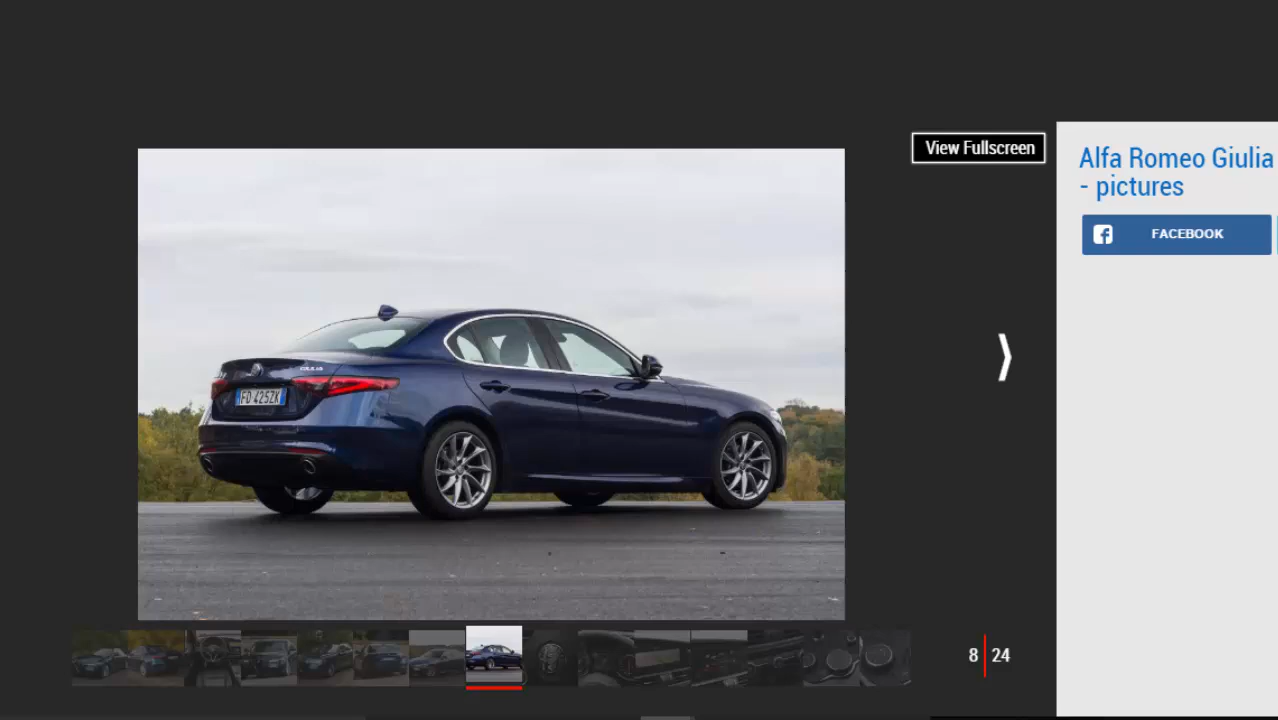 View Fullscreen
Alfa Romeo Giulia
- pictures
FACEBOOK
GIULIA
FD 425ZK
8 24